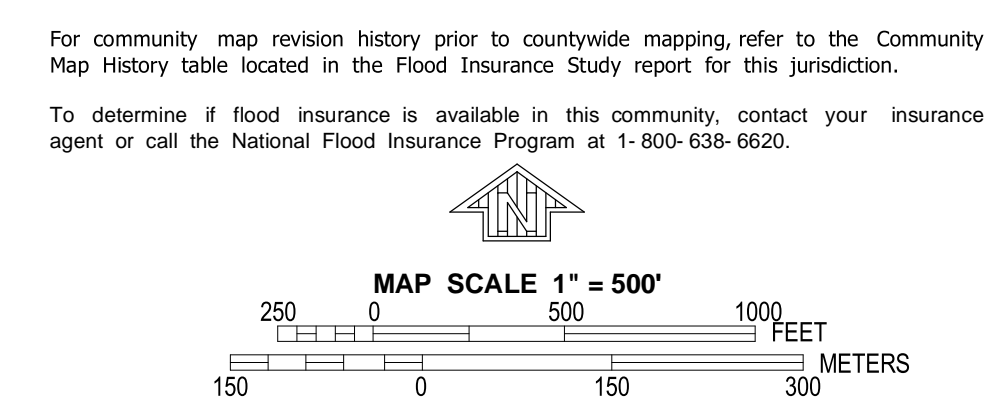 For community map revision history prior to countywide mapping, refer to the Community
Map History table located in the Flood Insurance Study report for this jurisdiction.
To determine if flood insurance is available in this community, contact your insurance
agent or call the National Flood Insurance Program at 1- 800- 638- 6620.
N
MAP SCALE 1" = 500'
250 0 500 1000
FEET
METERS
150 0 150 300